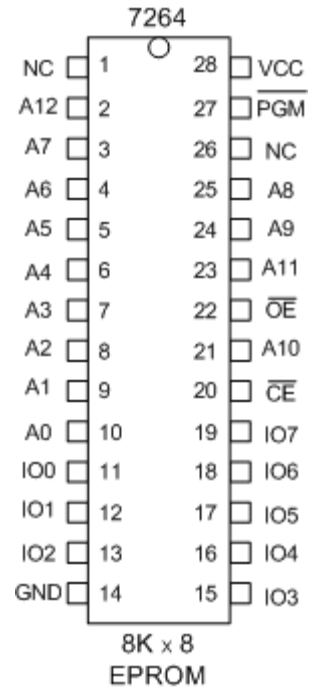 7264
NC 1 28 VCC
A12 2 27 PGM
A7 3 26 NC
A6 4 25 A8
A5 5 24 A9
A4 6 23 A11
A3 7 22 OE
A2 8 21 A10
A1 9 20 CE
A0 10 19 IO7
IO0 11 18 IO6
IO1 12 17 IO5
IO2 13 16 IO4
GND 14 15 IO3
8K x 8
EPROM